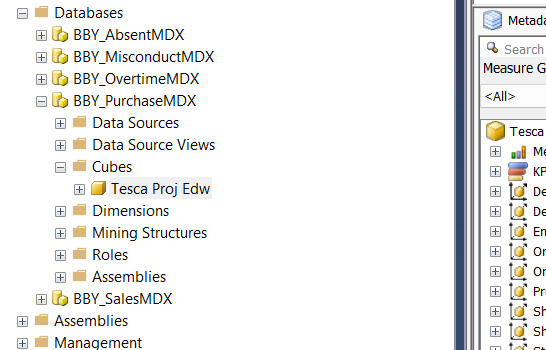 Databases
BBY_AbsentMDX
BBY_MisconductMDX
BBY_OvertimeMDX
BBY_PurchaseMDX
Data Sources
Data Source Views
Cubes
Tesca Proj Edw
Dimensions
Mining Structures
Roles
Assemblies
BBY_SalesMDX
Assemblies
Management
Metada
Search
Measure G
<All>
Tesca
Me
KP
De
De
En
Or
Or
Pr
Sh
Sh